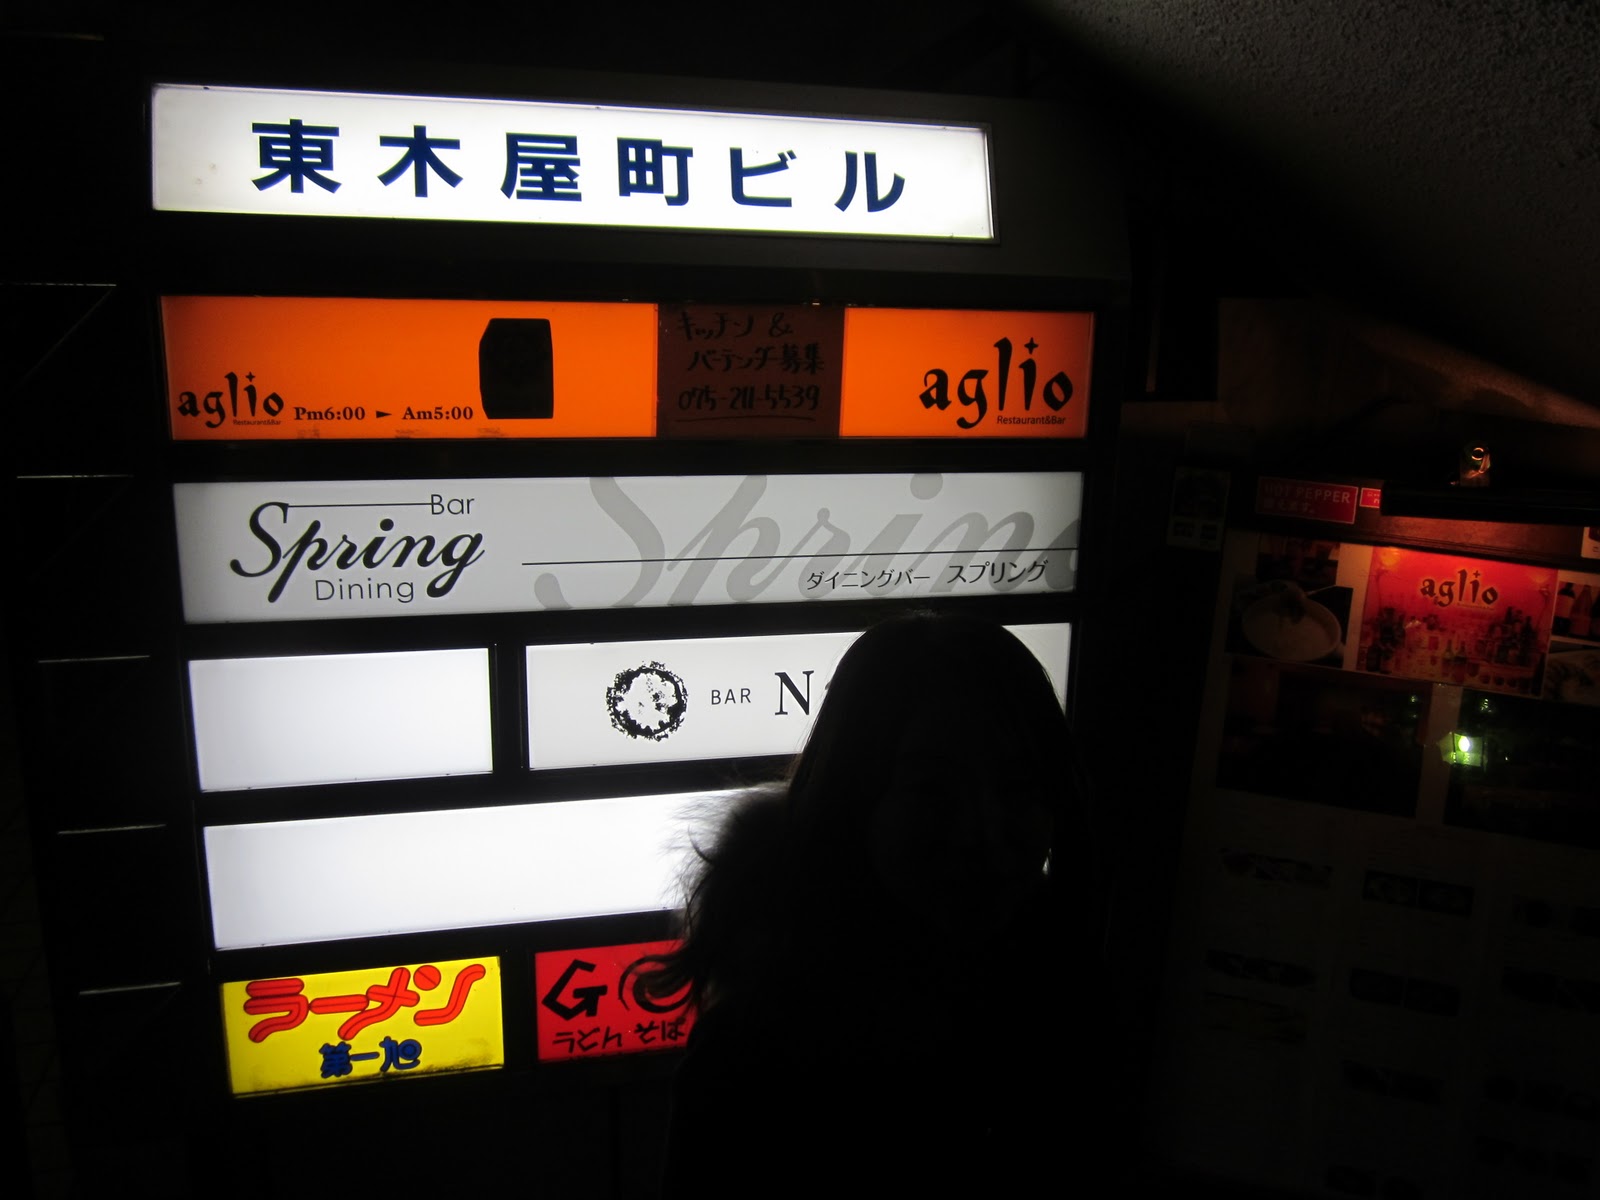 東木屋町ビル
aglio
Restaurant&Bar
Pm6:00 ► Am5:00
キッチン &
バーテンダー募集
075-211-5539
aglio
Restaurant&Bar
Bar
Spring
Dining
Spring
ダイニングバー スプリング
BAR N
ラーメン
第一旭
G
うどん そば
HOT PEPPER
aglio